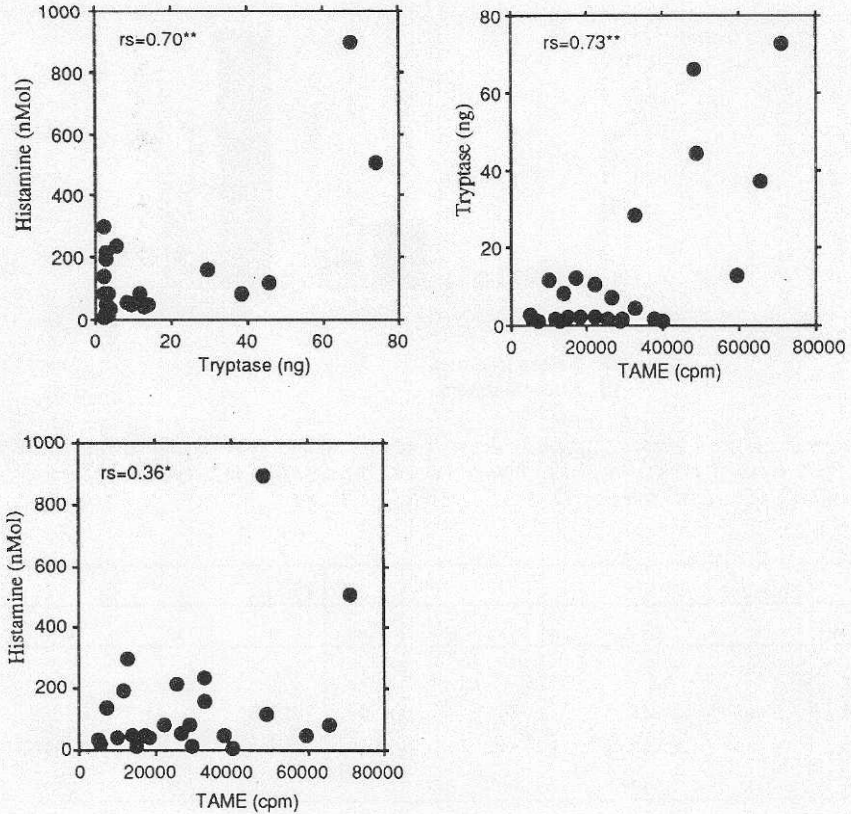 rs=0.70**
1000
800
600
400
200
0
Histamine (nMol)
0 20 40 60 80
Tryptase (ng)
rs=0.73**
80
60
40
20
0
Tryptase (ng)
0 20000 40000 60000 80000
TAME (cpm)
rs=0.36*
1000
800
600
400
200
0
Histamine (nMol)
0 20000 40000 60000 80000
TAME (cpm)